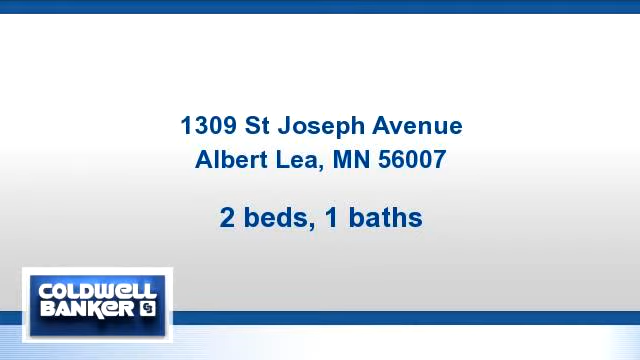 1309 St Joseph Avenue
Albert Lea, MN 56007
2 beds, 1 baths
COLDWELL
BANKER